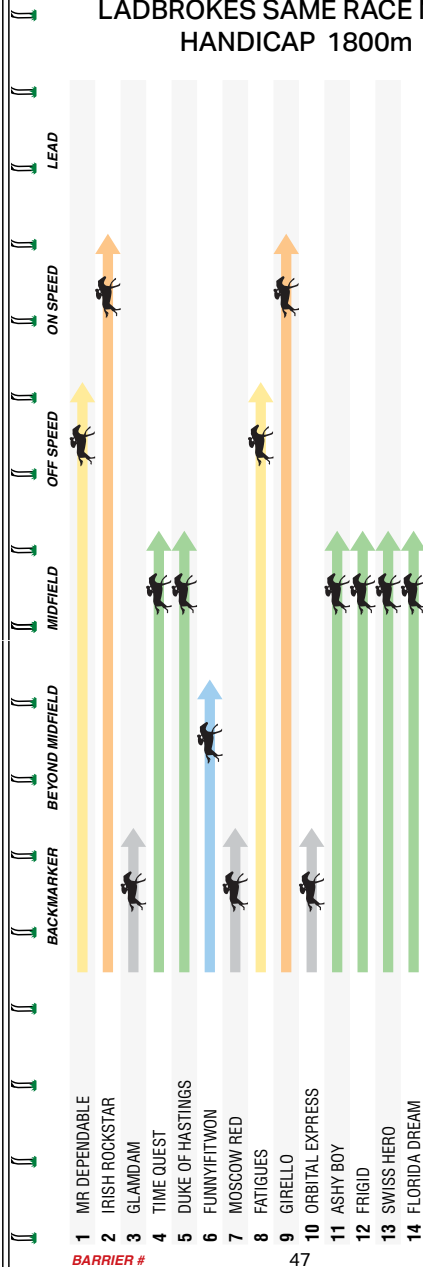 LADBROKES SAME RACE
HANDICAP 1800m
LEAD
ON SPEED
OFF SPEED
MIDFIELD
BEYOND MIDFIELD
BACKMARKER
1 MR DEPENDABLE
2 IRISH ROCKSTAR
3 GLAMDAM
4 TIME QUEST
5 DUKE OF HASTINGS
6 FUNNYIFITWON
7 MOSCOW RED
8 FATIGUES
9 GIRELLO
10 ORBITAL EXPRESS
11 ASHY BOY
12 FRIGID
13 SWISS HERO
14 FLORIDA DREAM
BARRIER #
47